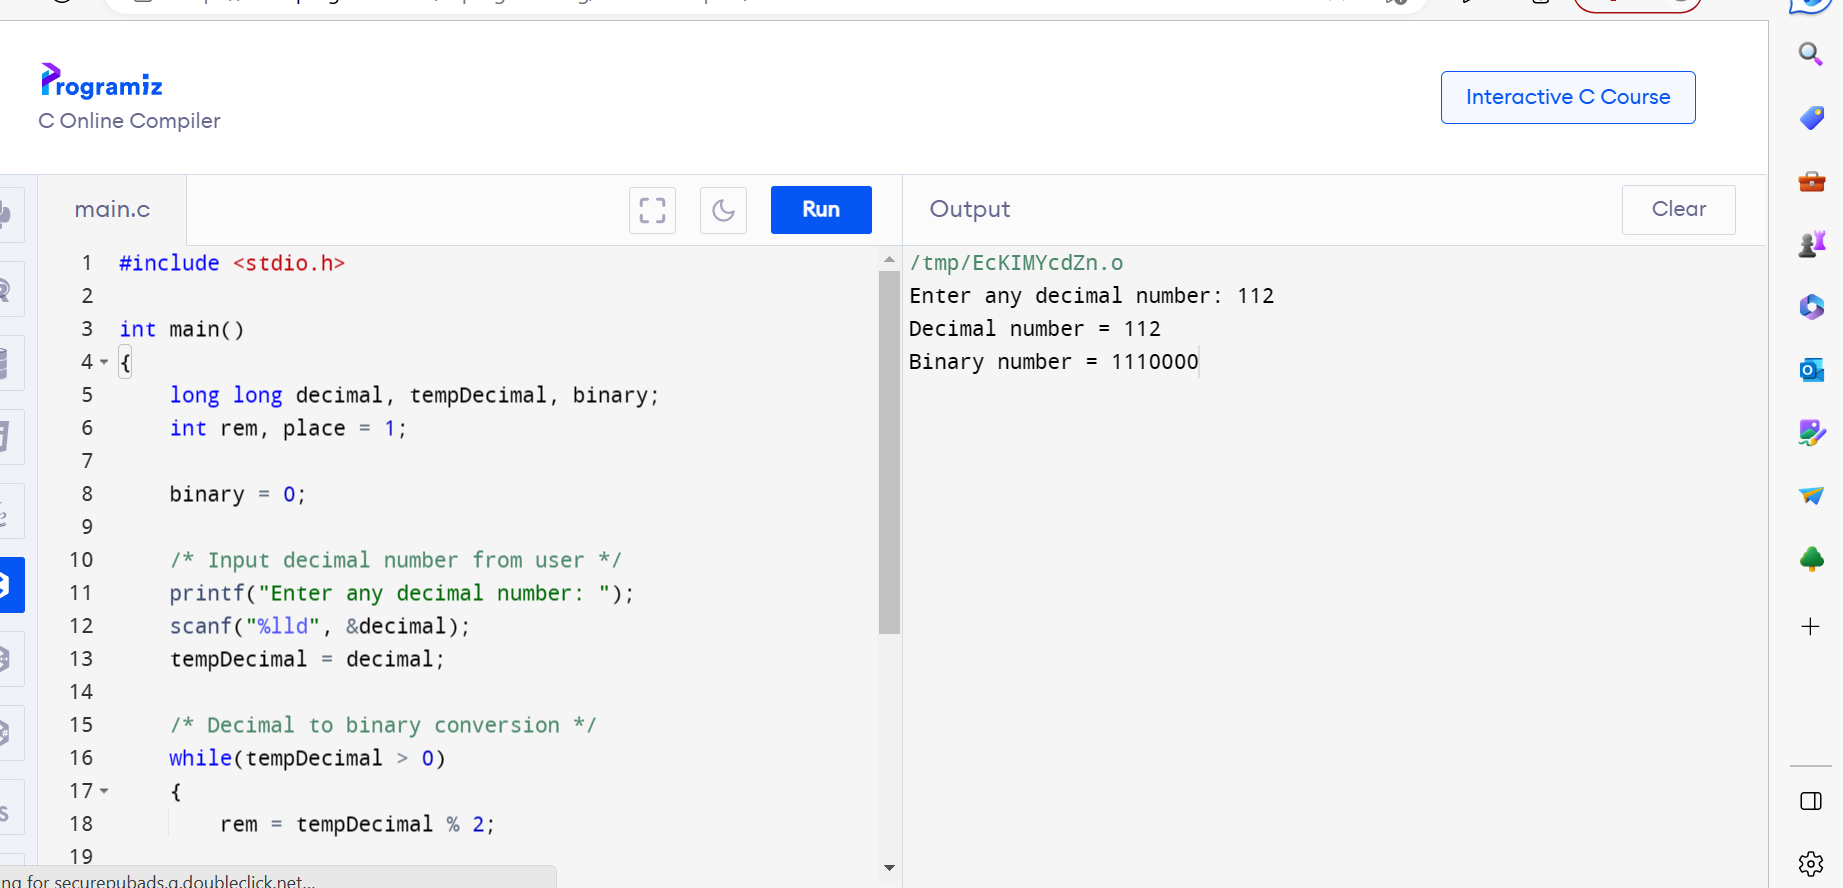 Programiz
C Online Compiler
Interactive C Course
main.c
Run
Output
Clear
1 #include <stdio.h>
2
3 int main()
4 {
5 long long decimal, tempDecimal, binary;
6 int rem, place = 1;
7
8 binary = 0;
9
10 /* Input decimal number from user */
11 printf("Enter any decimal number: ");
12 scanf("%lld", &decimal);
13 tempDecimal = decimal;
14
15 /* Decimal to binary conversion */
16 while(tempDecimal > 0)
17 {
18 rem = tempDecimal % 2;
19
/tmp/EcKIMYcdZn.o
Enter any decimal number: 112
Decimal number = 112
Binary number = 1110000
ng for securepubads.g.doubleclick.net...